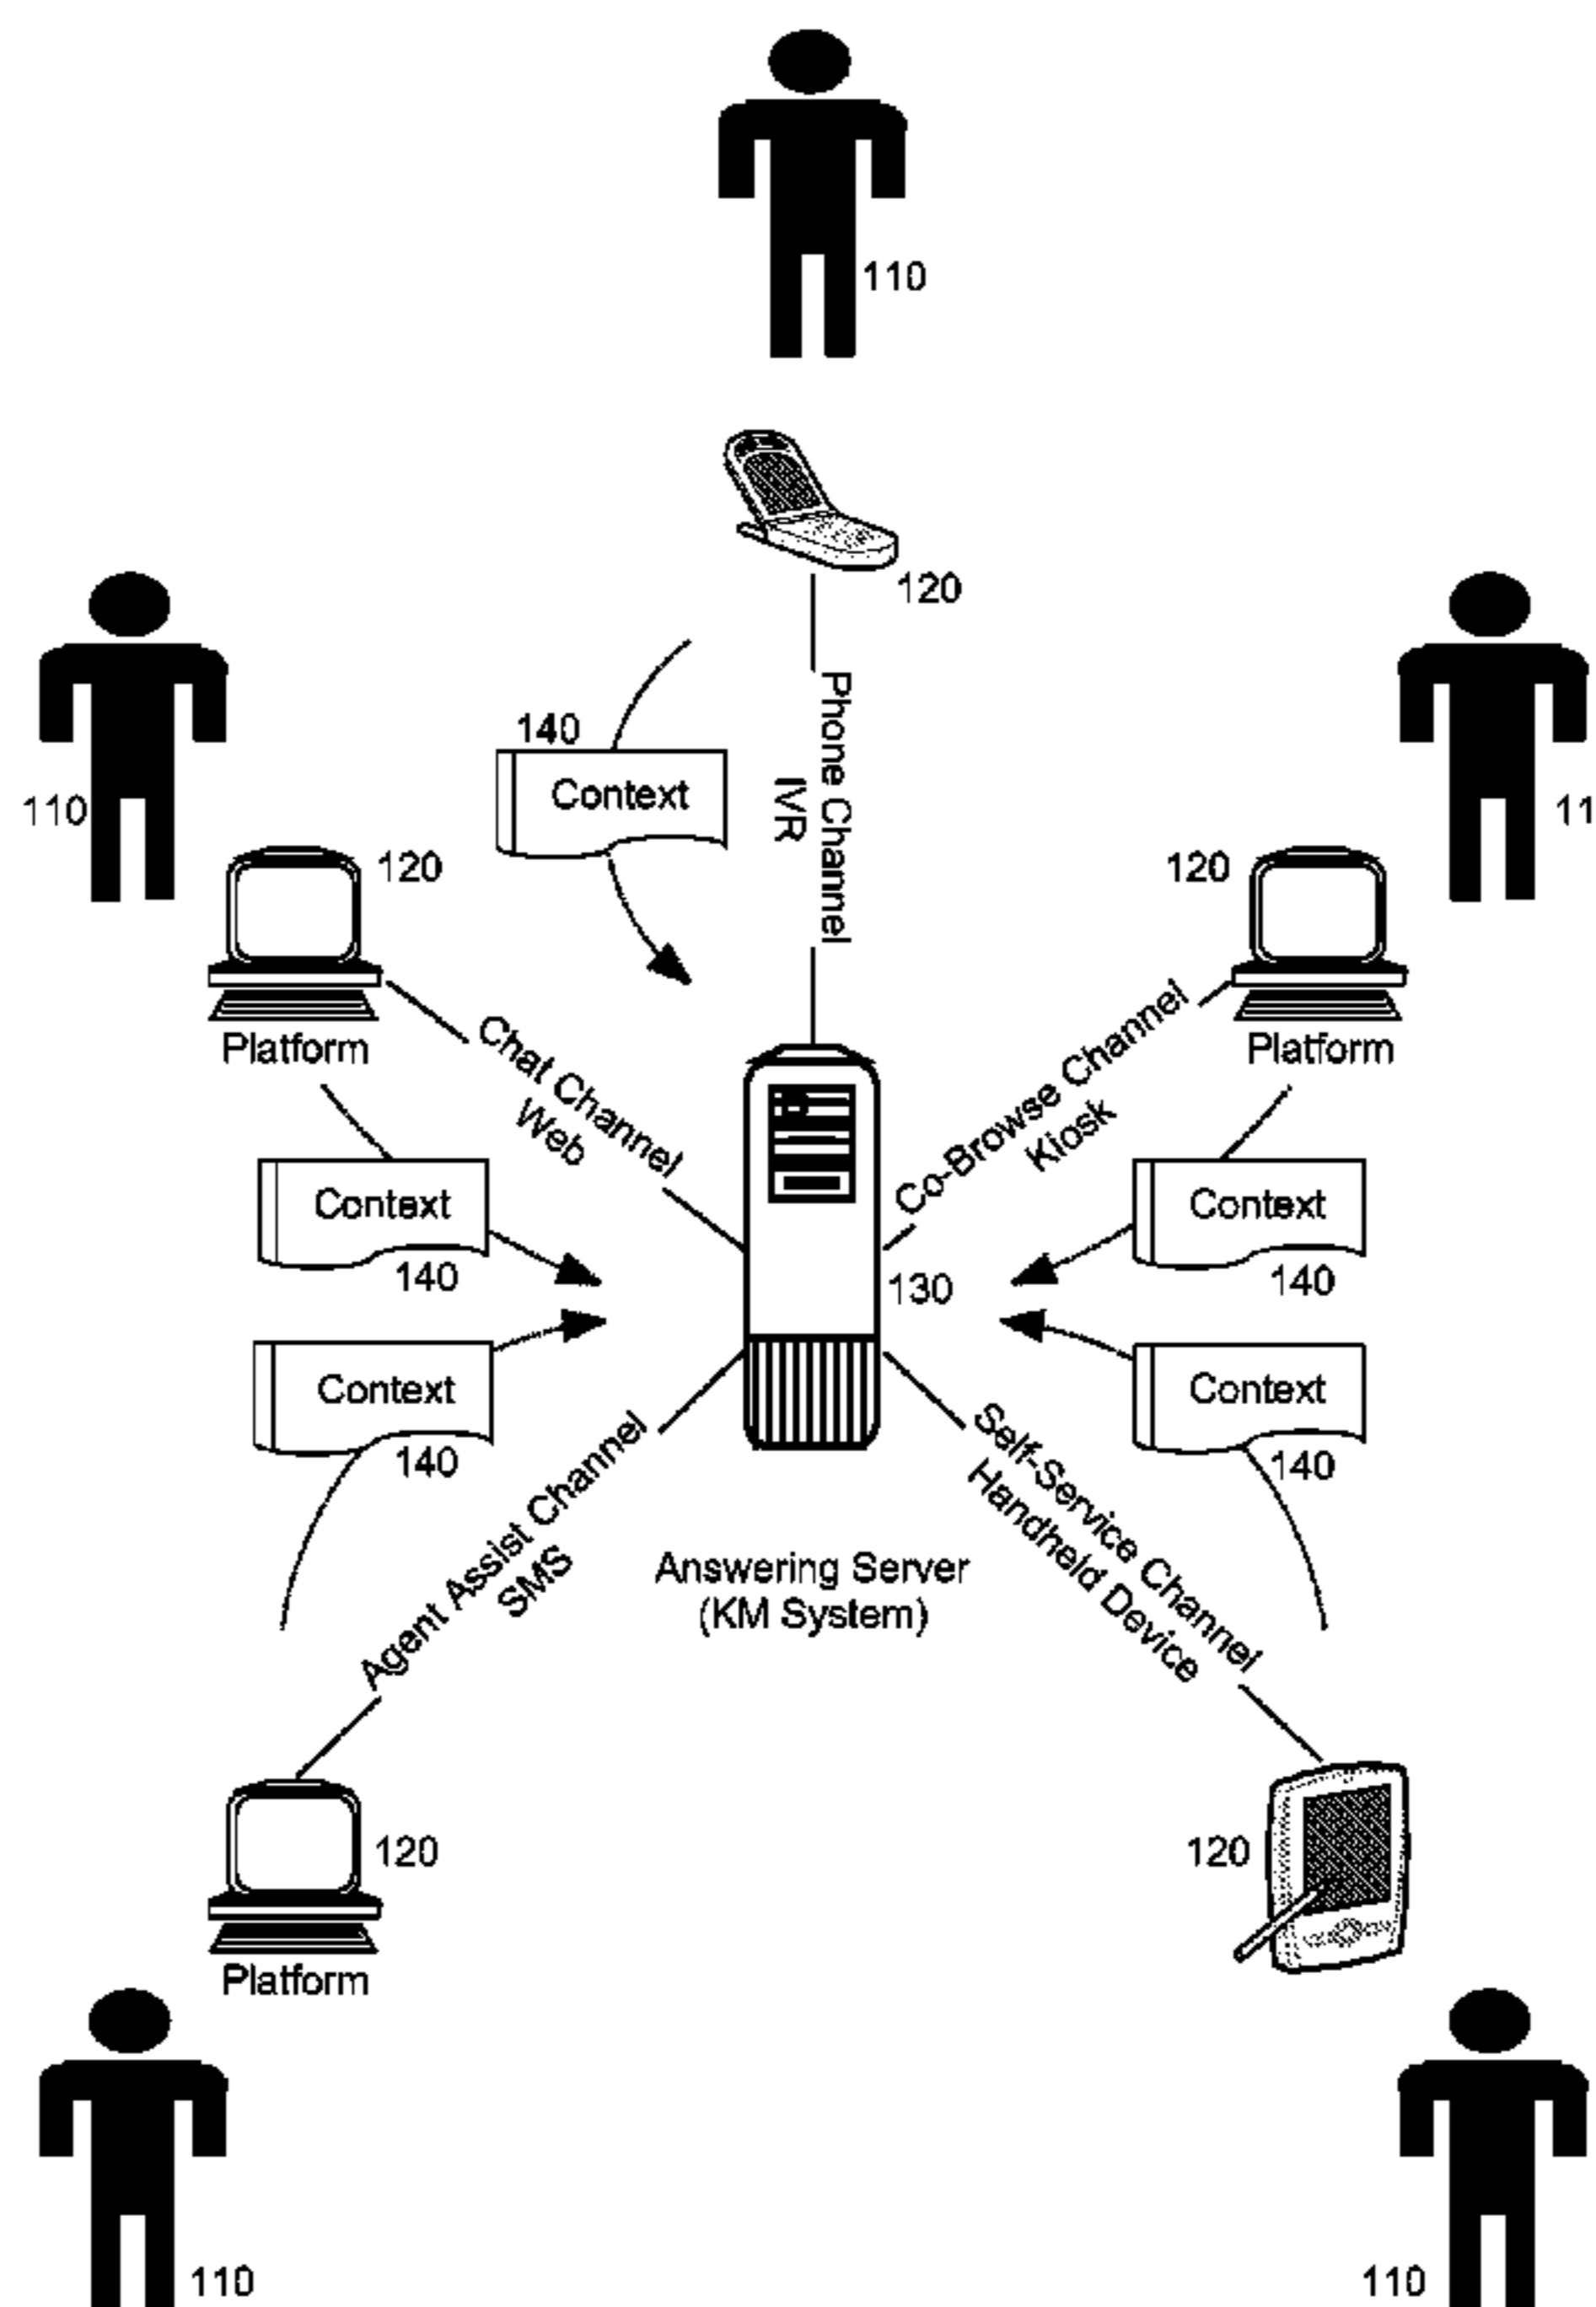 110
120
Phone Channel
IVR
140
Context
110
120
Platform
Chat Channel
Web
Context
140
11
120
Platform
Co-Browse Channel
Kiosk
Context
140
130
Context
140
Context
140
Agent Assist Channel
SMS
Answering Server
(KM System)
Self-Service Channel
Handheld Device
120
Platform
110
120
110